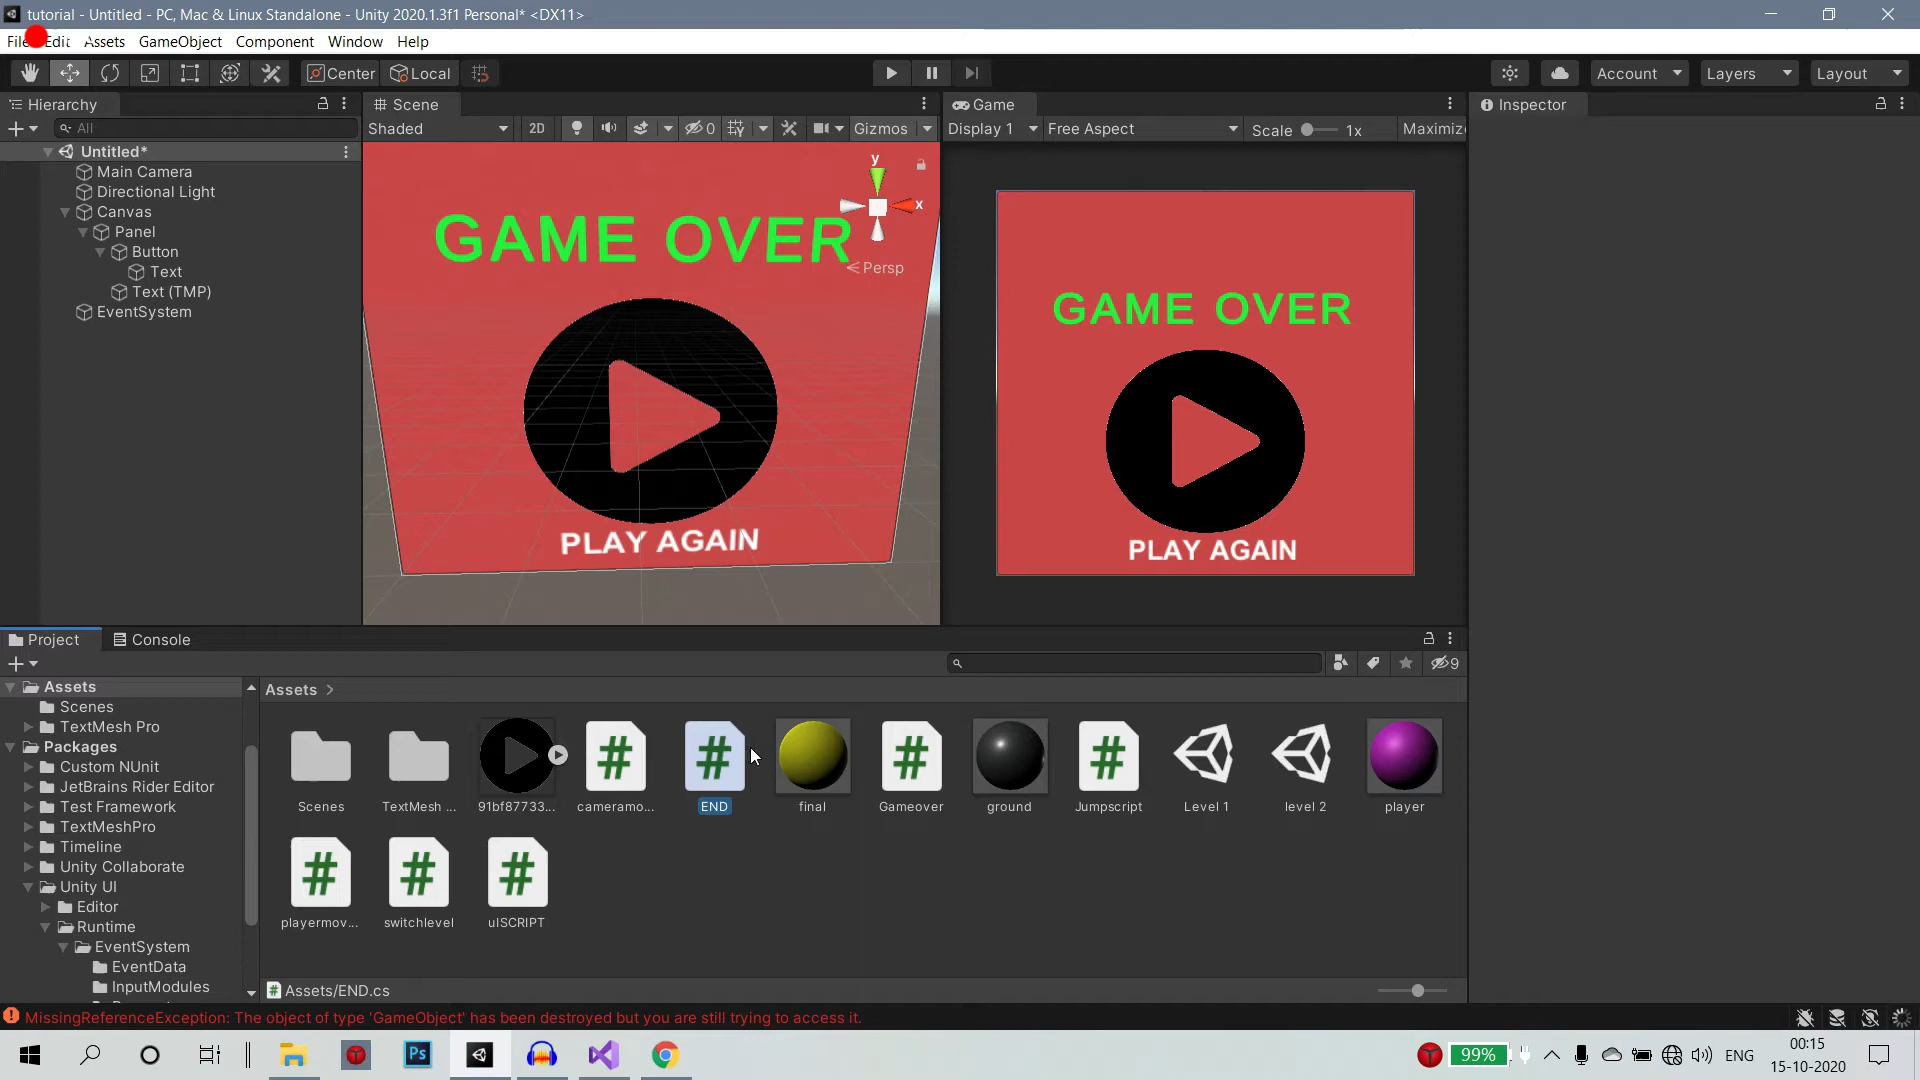 tutorial - Untitled - PC, Mac & Linux Standalone - Unity 2020.1.3f1 Personal* <DX11>
File Edit Assets GameObject Component Window Help
Center Local Account Layers Layout
Hierarchy
All
Untitled*
Main Camera
Directional Light
Canvas
Panel
Button
Text
Text (TMP)
EventSystem
Scene
Shaded 2D 0 Gizmos
y
x
Persp
GAME OVER
PLAY AGAIN
Game
Display 1 Free Aspect Scale 1x Maximiz
GAME OVER
PLAY AGAIN
Inspector
Project Console
9
Assets
Scenes
TextMesh Pro
Packages
Custom NUnit
JetBrains Rider Editor
Test Framework
TextMeshPro
Timeline
Unity Collaborate
Unity UI
Editor
Runtime
EventSystem
EventData
InputModules
Assets >
Scenes TextMesh ... 91bf87733... cameramo... END final Gameover ground Jumpscript Level 1 level 2 player
playermov... switchlevel uISCRIPT
Assets/END.cs
MissingReferenceException: The object of type 'GameObject' has been destroyed but you are still trying to access it.
Ps 99% ENG 00:15
15-10-2020